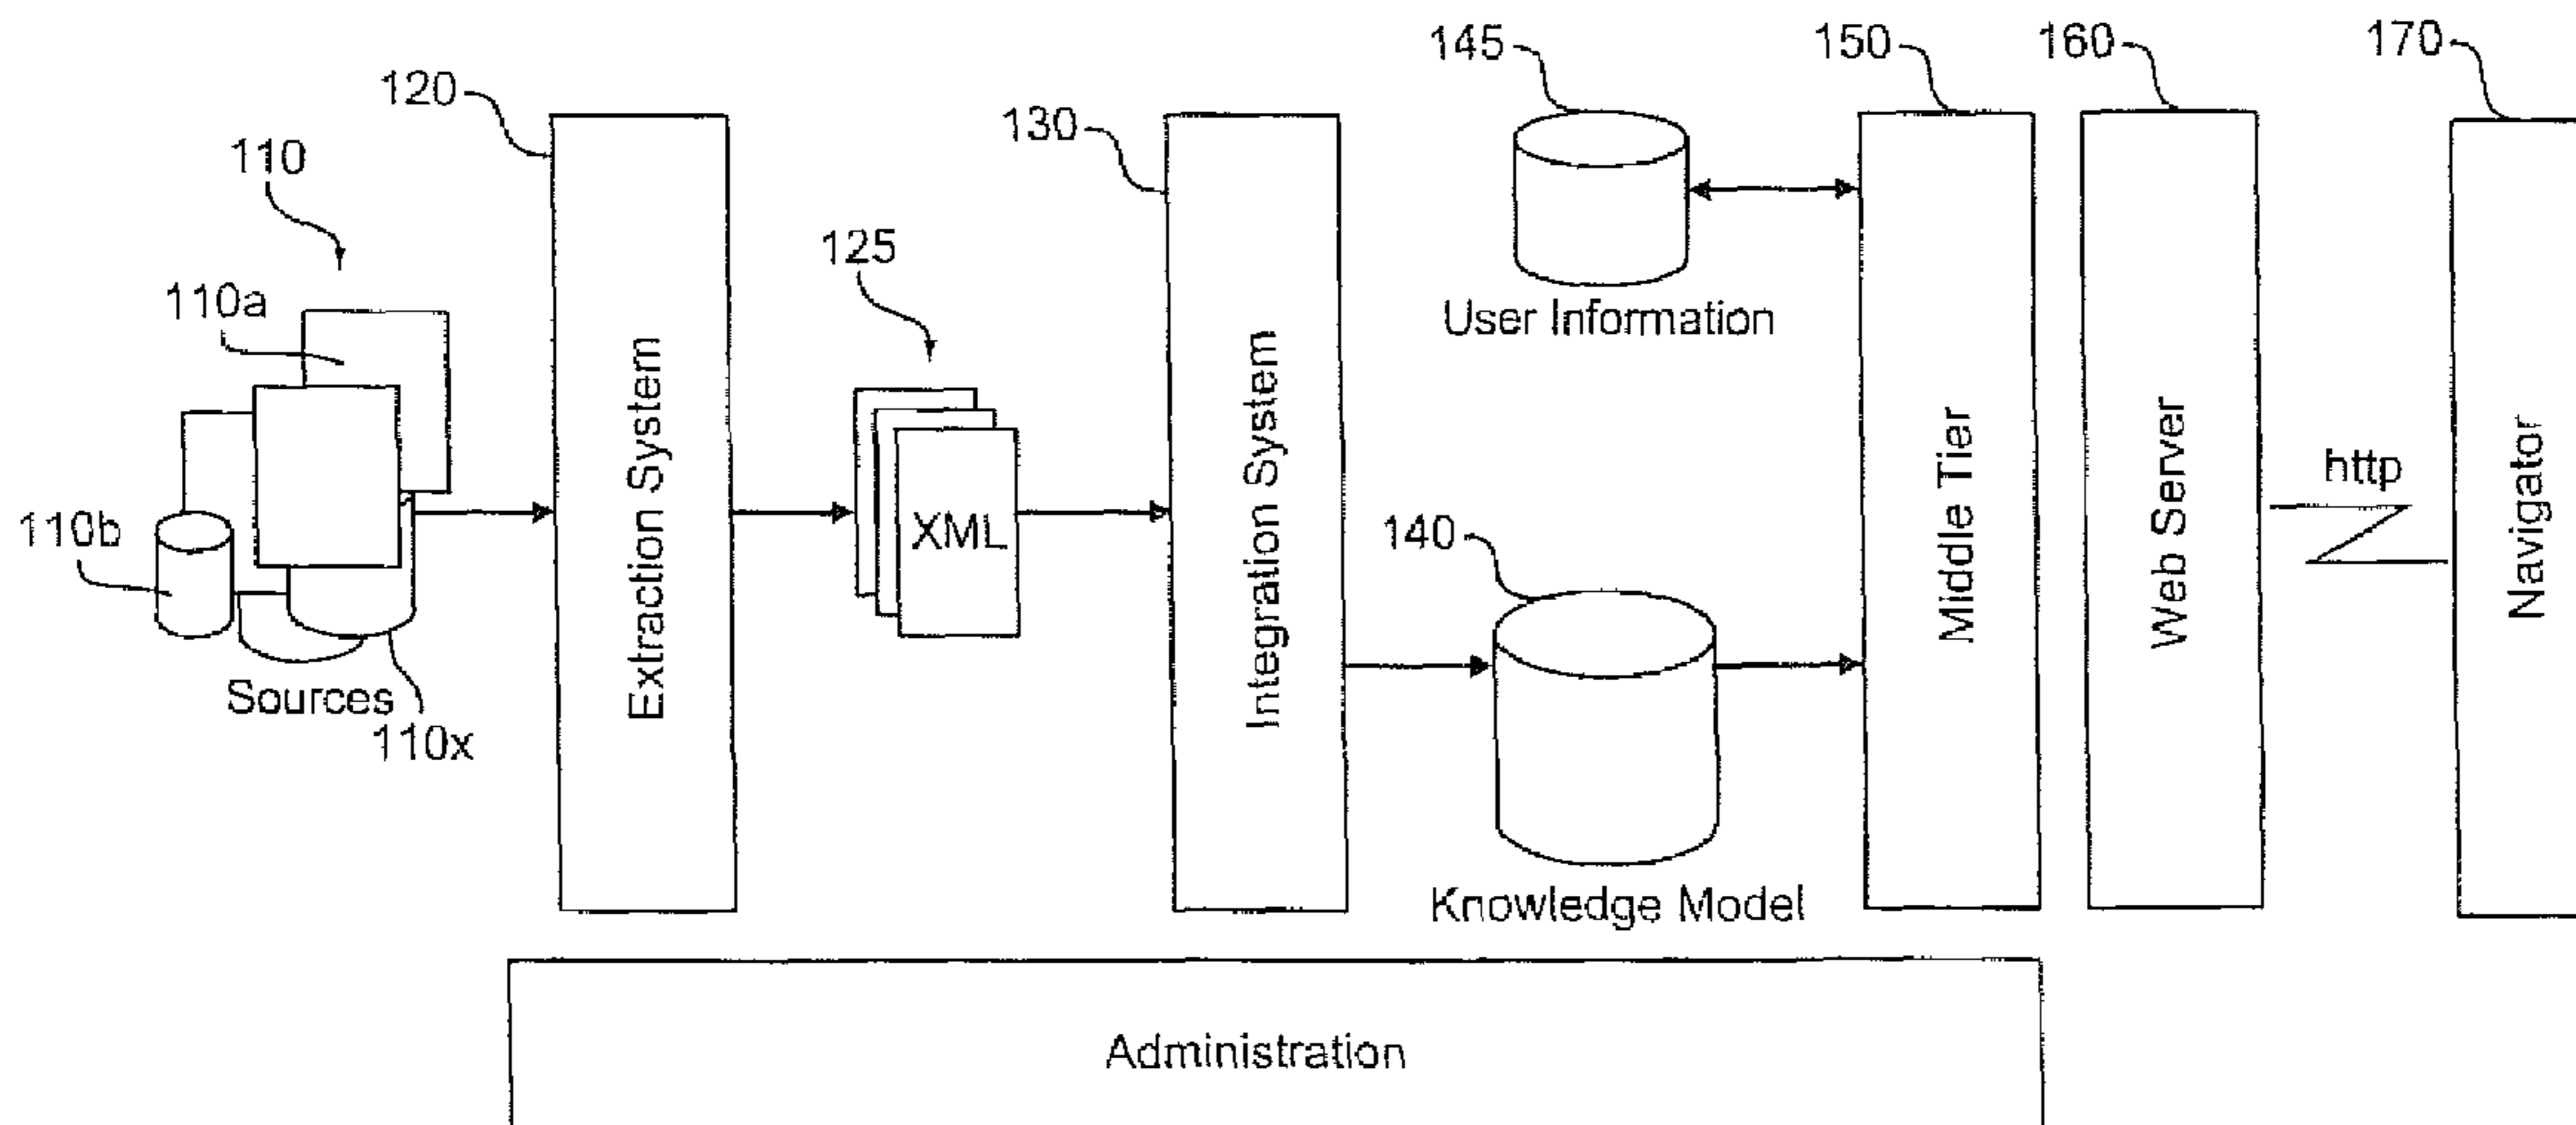 145
150
160
170
120
130
110
125
110a
User Information
http
110b
XML
140
Extraction System
Integration System
Middle Tier
Web Server
Navigator
Sources
110x
Knowledge Model
Administration